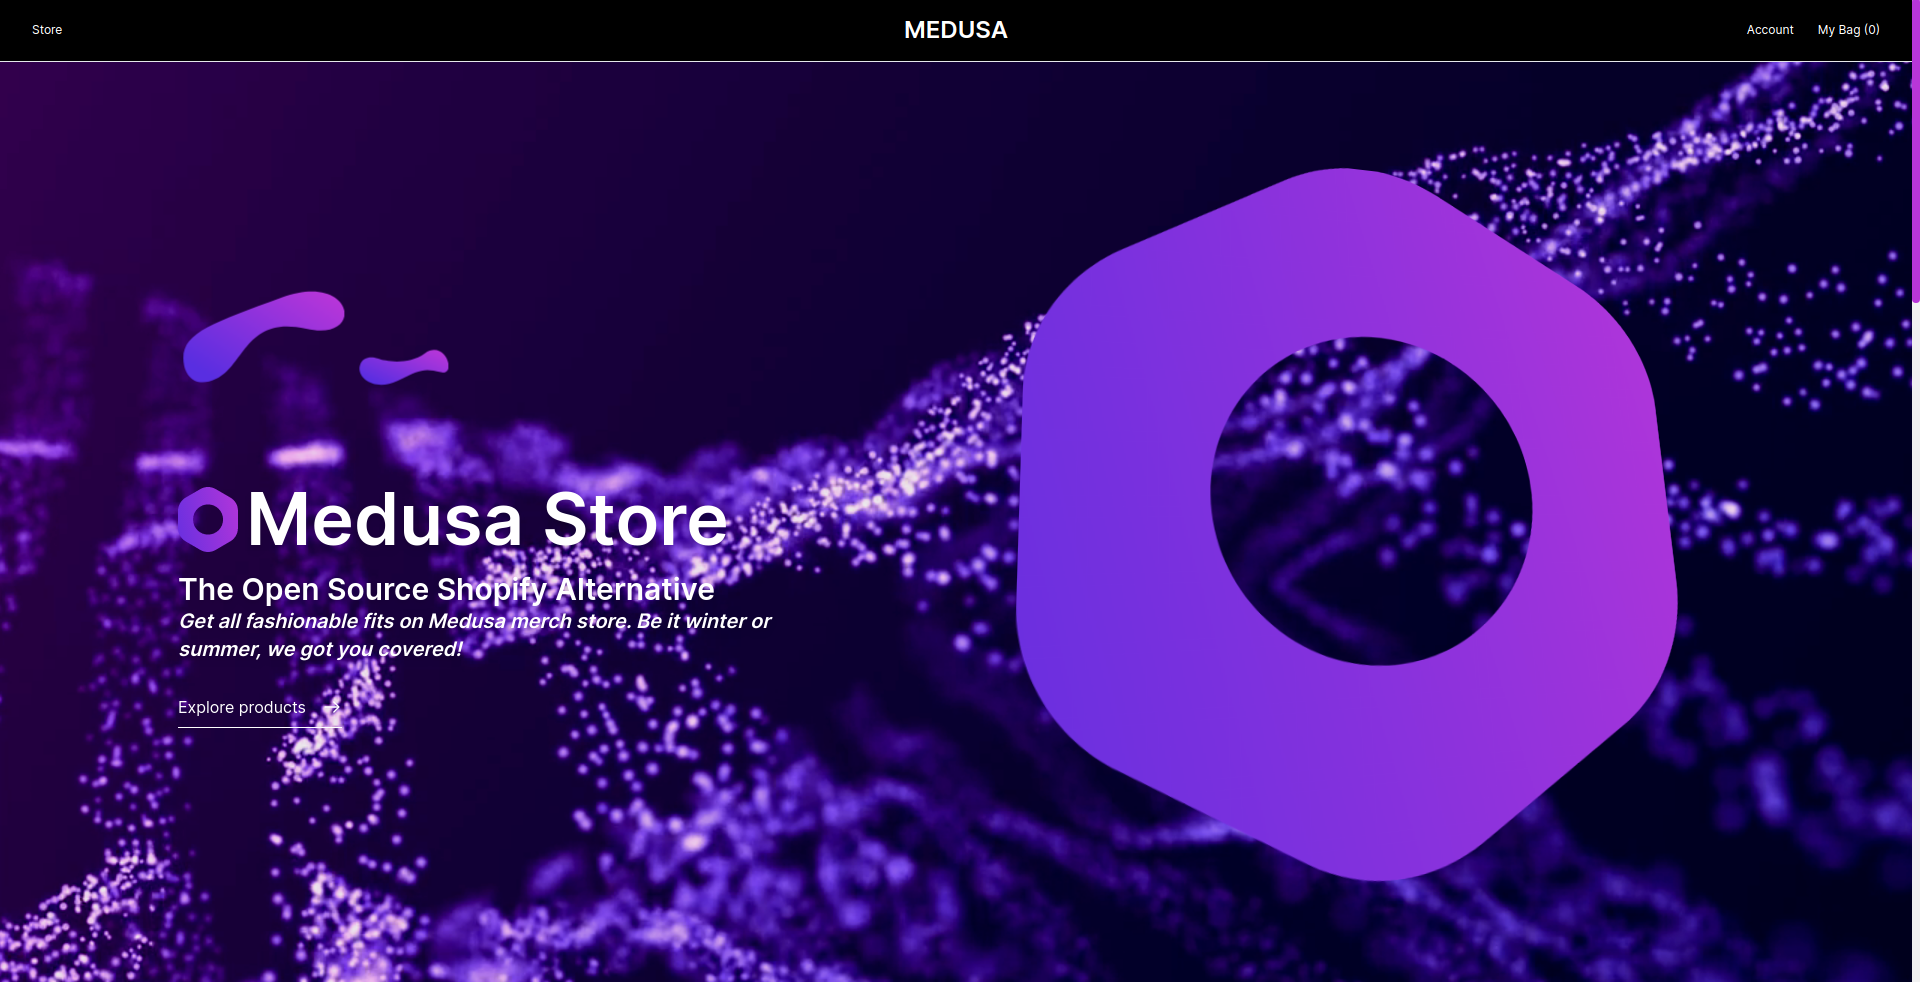 Store
MEDUSA
Account
My Bag (0)
Medusa Store
The Open Source Shopify Alternative
Get all fashionable fits on Medusa merch store. Be it winter or
summer, we got you covered!
Explore products